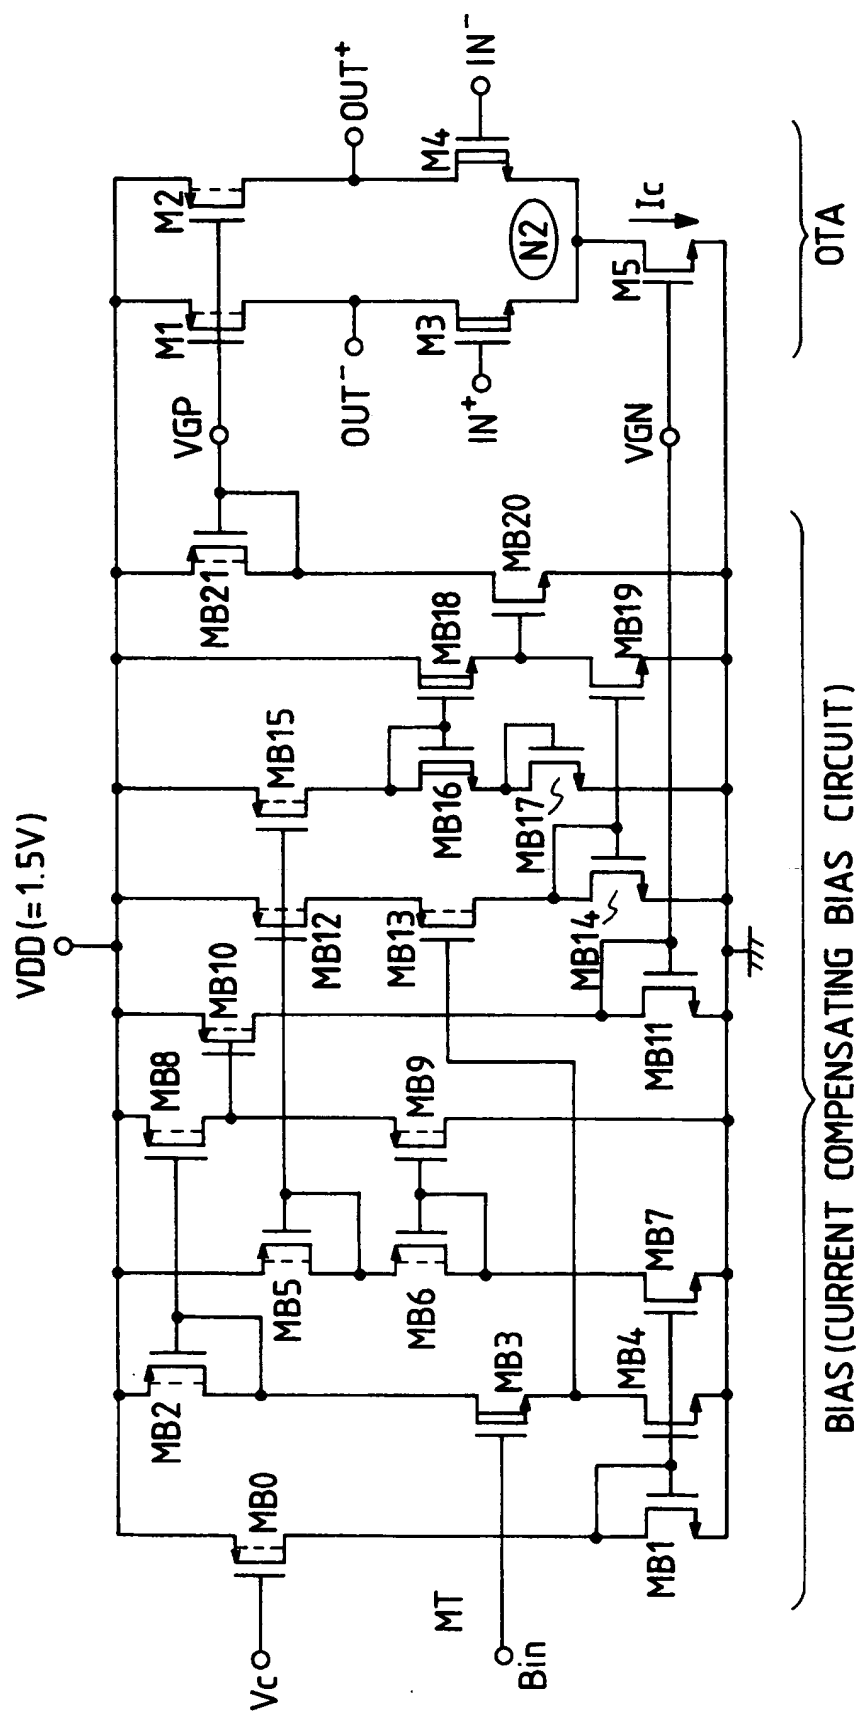 VDD (=1.5V)
Vc
Bin
MT
MB0
MB1
MB2
MB3
MB4
MB5
MB6
MB7
MB8
MB9
MB10
MB11
MB12
MB13
MB14
MB15
MB16
MB17
MB18
MB19
MB20
MB21
VGP
VGN
M1
M2
OUT-
OUT+
M3
M4
IN+
IN-
N2
M5
Ic
BIAS (CURRENT COMPENSATING BIAS CIRCUIT)
OTA